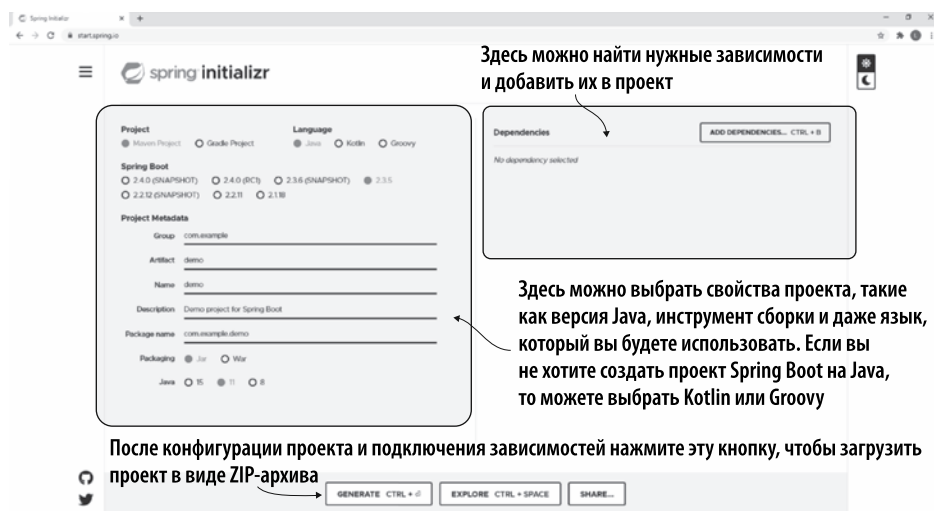 Spring Initializr
start.spring.io
spring initializr
Здесь можно найти нужные зависимости
и добавить их в проект
Project
Maven Project Gradle Project
Language
Java Kotlin Groovy
Spring Boot
2.4.0 (SNAPSHOT) 2.4.0 (RC1) 2.3.6 (SNAPSHOT) 2.3.5
2.2.12 (SNAPSHOT) 2.2.11 2.1.18
Project Metadata
Group com.example
Artifact demo
Name demo
Description Demo project for Spring Boot
Package name com.example.demo
Packaging Jar War
Java 15 11 8
Dependencies
ADD DEPENDENCIES... CTRL + B
No dependency selected
Здесь можно выбрать свойства проекта, такие
как версия Java, инструмент сборки и даже язык,
который вы будете использовать. Если вы
не хотите создать проект Spring Boot на Java,
то можете выбрать Kotlin или Groovy
После конфигурации проекта и подключения зависимостей нажмите эту кнопку, чтобы загрузить
проект в виде ZIP-архива
GENERATE CTRL + ⏎
EXPLORE CTRL + SPACE
SHARE...